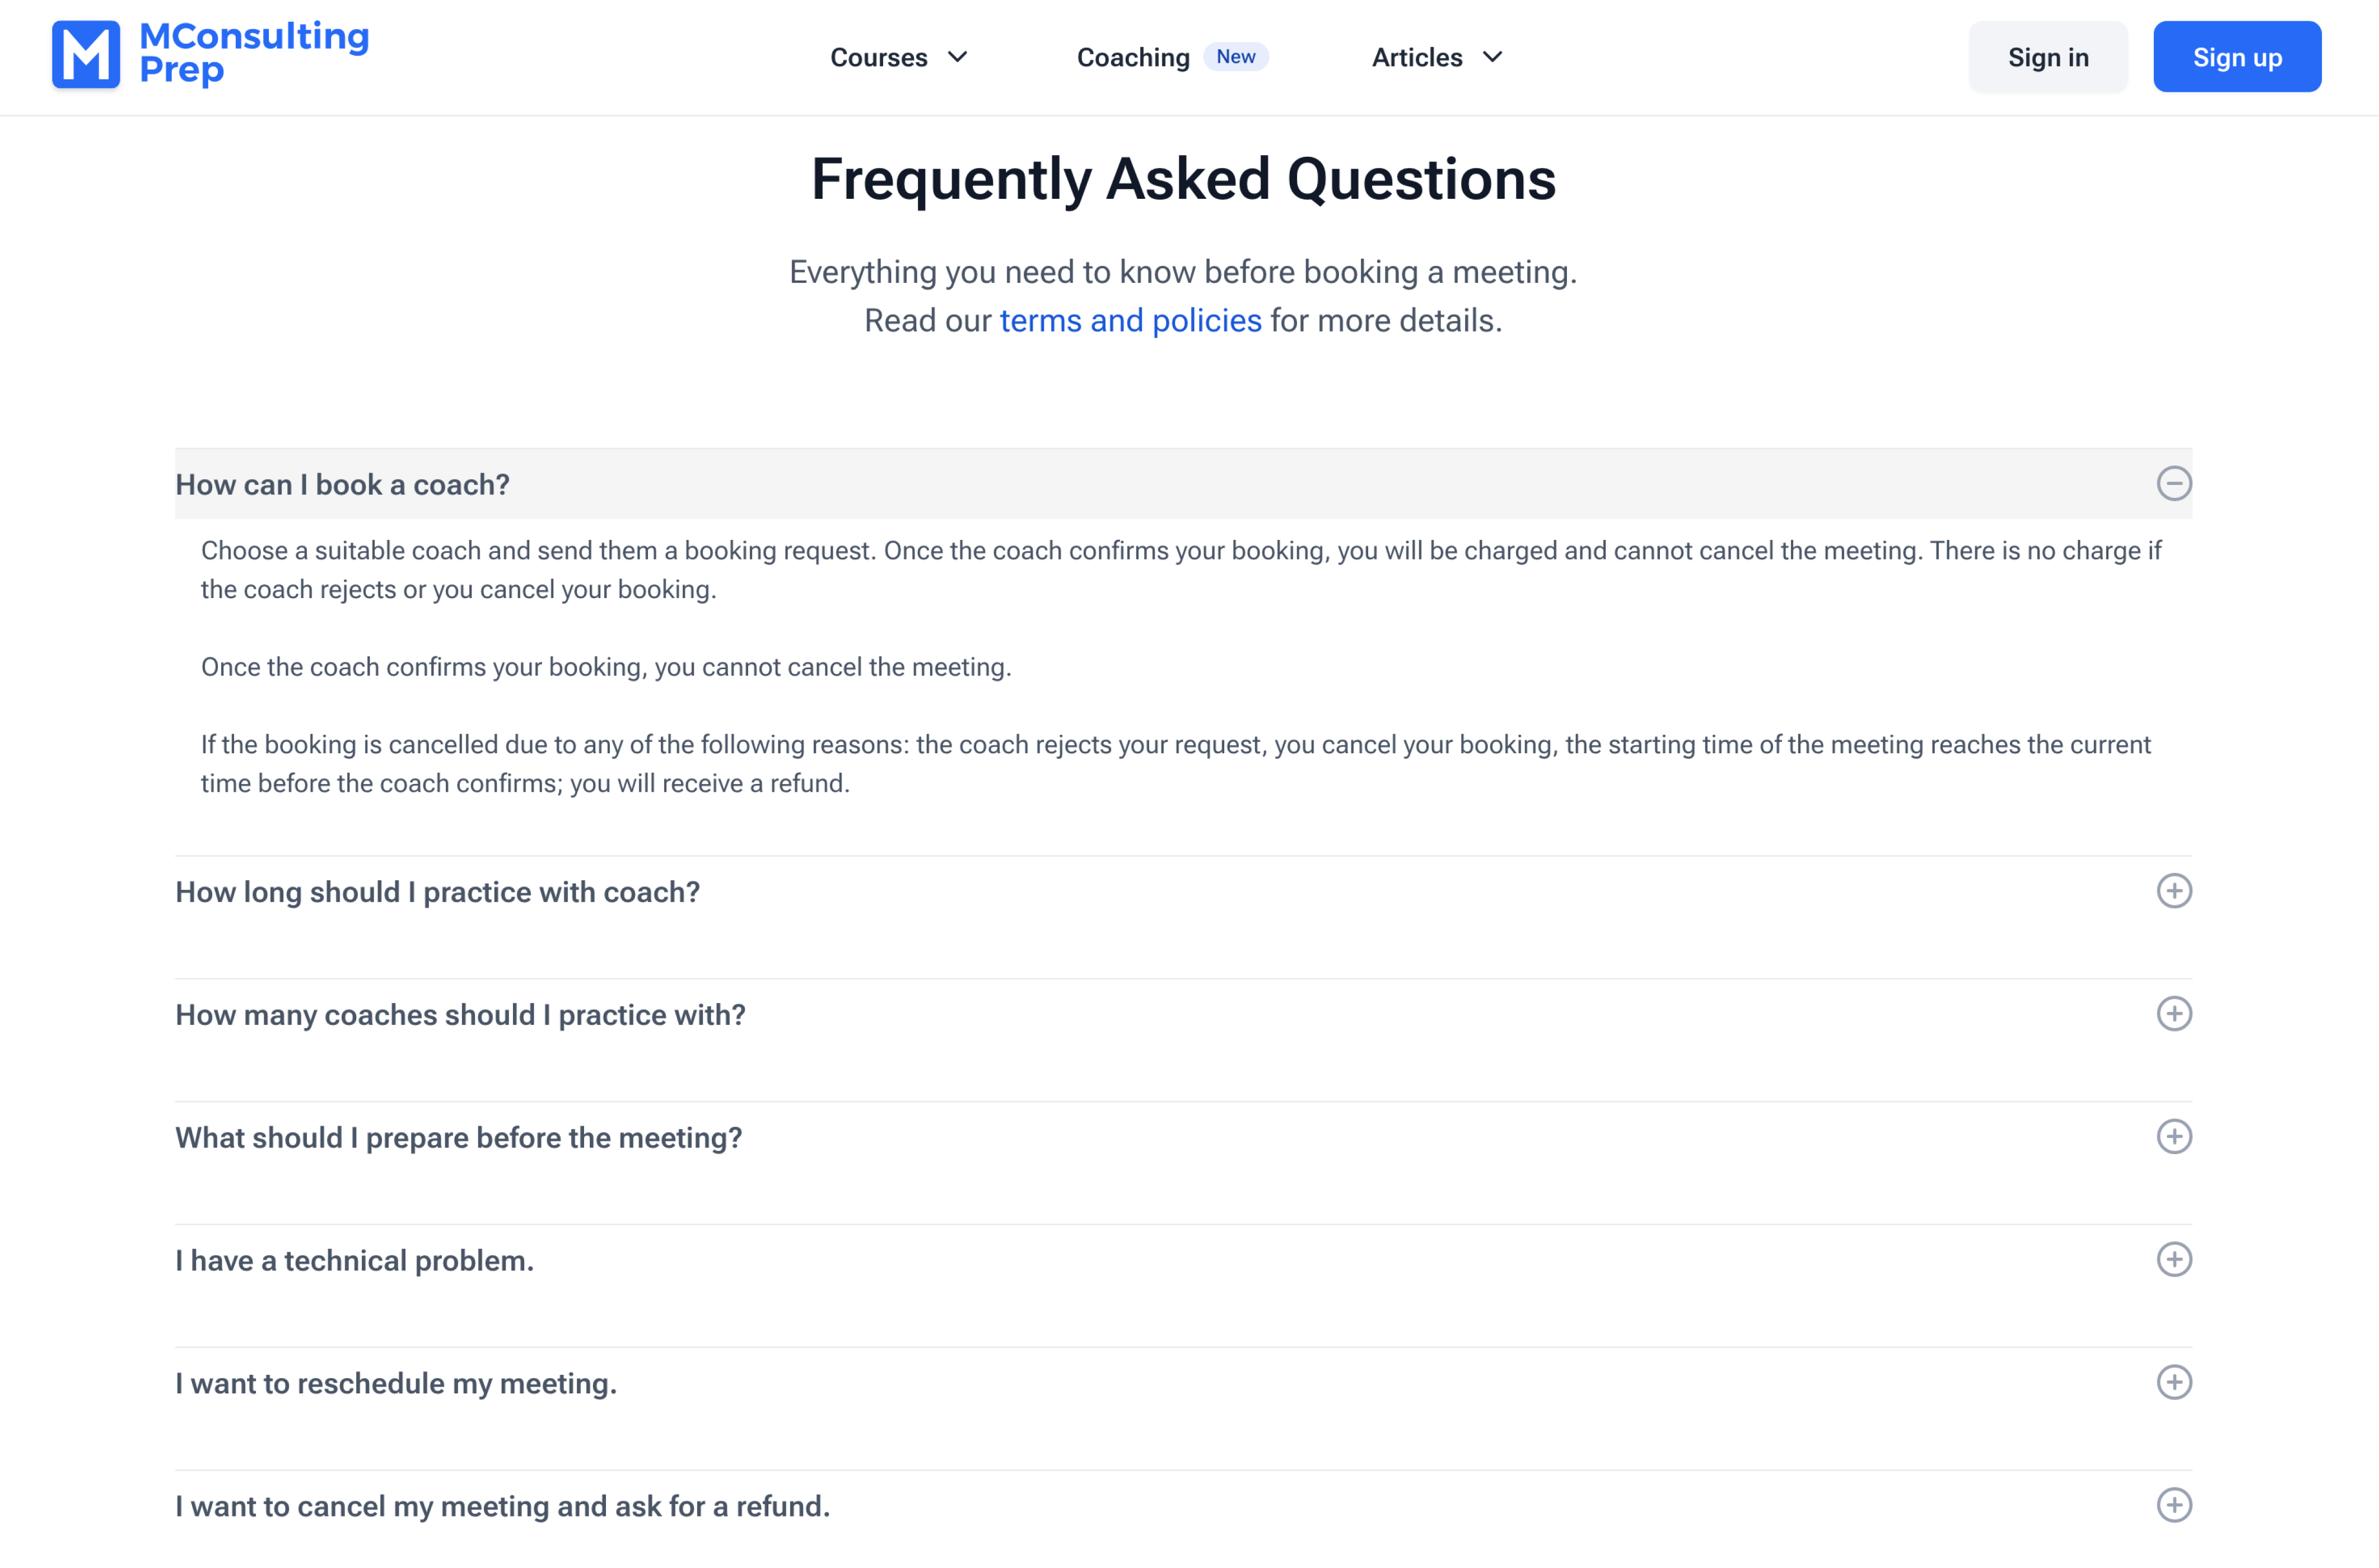 M
MConsulting
Prep
Courses
Coaching New
Articles
Sign in
Sign up
Frequently Asked Questions
Everything you need to know before booking a meeting.
Read our terms and policies for more details.
How can I book a coach?
Choose a suitable coach and send them a booking request. Once the coach confirms your booking, you will be charged and cannot cancel the meeting. There is no charge if
the coach rejects or you cancel your booking.
Once the coach confirms your booking, you cannot cancel the meeting.
If the booking is cancelled due to any of the following reasons: the coach rejects your request, you cancel your booking, the starting time of the meeting reaches the current
time before the coach confirms; you will receive a refund.
How long should I practice with coach?
How many coaches should I practice with?
What should I prepare before the meeting?
I have a technical problem.
I want to reschedule my meeting.
I want to cancel my meeting and ask for a refund.